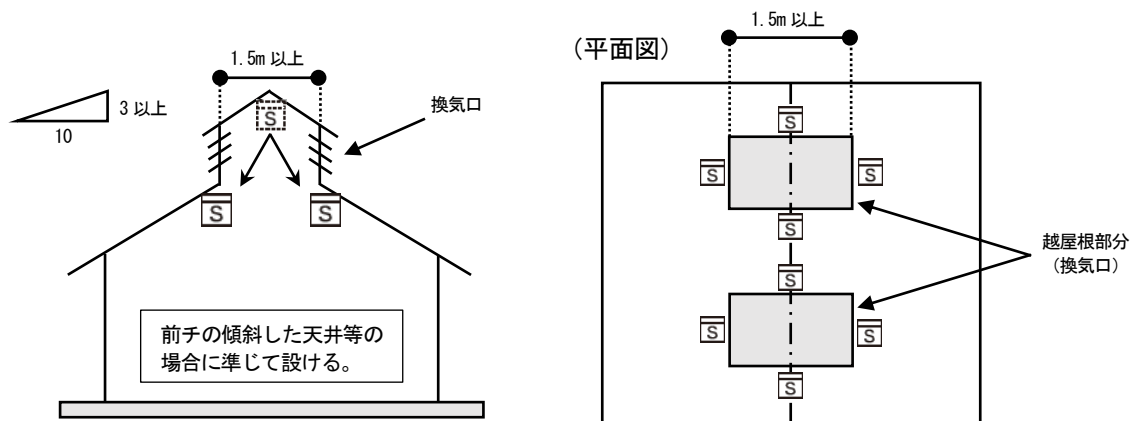 1.5m 以上
3 以上
10
S
換気口
S
S
前チの傾斜した天井等の
場合に準じて設ける。
(平面図)
1.5m 以上
S
S
S
S
S
S
S
S
越屋根部分
(換気口)